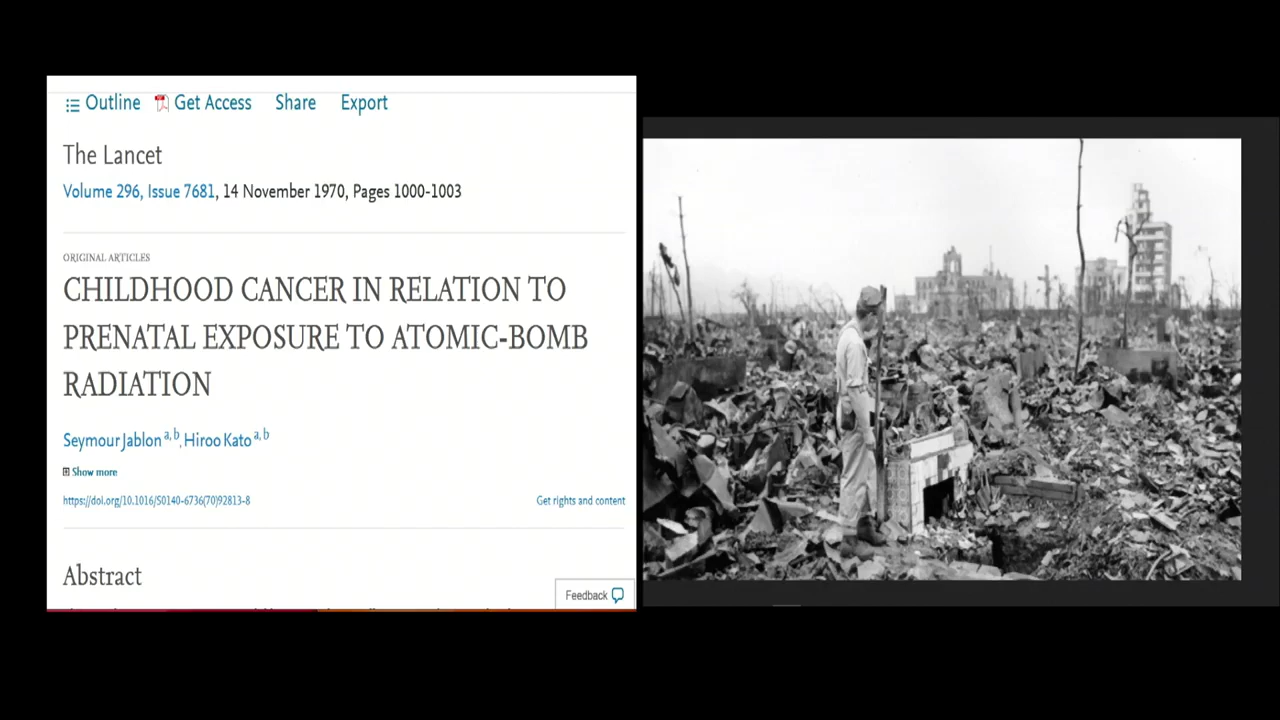 Outline Get Access Share Export
The Lancet
Volume 296, Issue 7681, 14 November 1970, Pages 1000-1003
ORIGINAL ARTICLES
CHILDHOOD CANCER IN RELATION TO
PRENATAL EXPOSURE TO ATOMIC-BOMB
RADIATION
Seymour Jablon a, b, Hiroo Kato a, b
Show more
https://doi.org/10.1016/S0140-6736(70)92813-8 Get rights and content
Abstract
Feedback